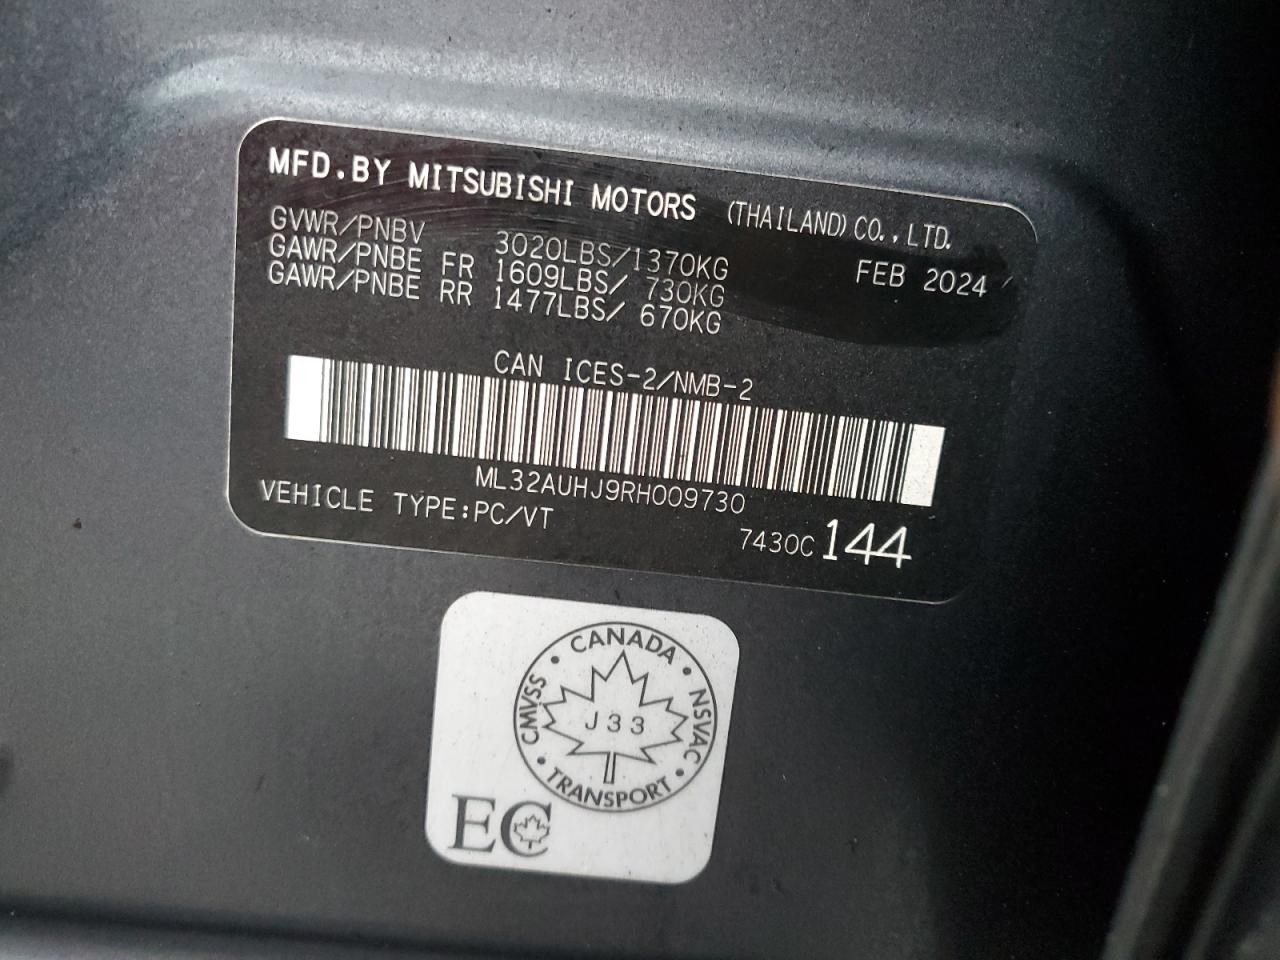 MFD.BY MITSUBISHI MOTORS (THAILAND) CO.,LTD.
GVWR/PNBV 3020LBS/1370KG FEB 2024
GAWR/PNBE FR 1609LBS/ 730KG
GAWR/PNBE RR 1477LBS/ 670KG
CAN ICES-2/NMB-2
ML32AUHJ9RH009730
VEHICLE TYPE:PC/VT
7430C 144
CANADA
CMVSS • • NSVAC
J33
• TRANSPORT •
EC